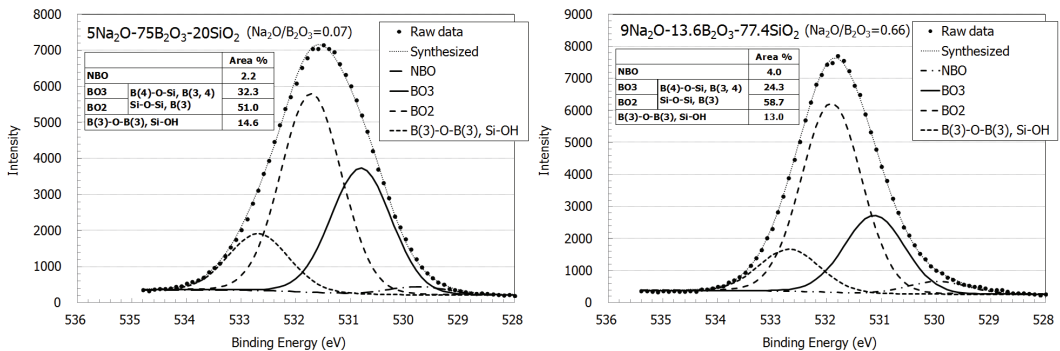 5Na₂O-75B₂O₃-20SiO₂ (Na₂O/B₂O₃=0.07)
Area %
NBO 2.2
BO3 B(4)-O-Si, B(3, 4) 32.3
BO2 Si-O-Si, B(3) 51.0
B(3)-O-B(3), Si-OH 14.6
Raw data
Synthesized
NBO
BO3
BO2
B(3)-O-B(3), Si-OH
Intensity
8000
7000
6000
5000
4000
3000
2000
1000
0
536 535 534 533 532 531 530 529 528
Binding Energy (eV)
9Na₂O-13.6B₂O₃-77.4SiO₂ (Na₂O/B₂O₃=0.66)
Area %
NBO 4.0
BO3 B(4)-O-Si, B(3, 4) 24.3
BO2 Si-O-Si, B(3) 58.7
B(3)-O-B(3), Si-OH 13.0
Raw data
Synthesized
NBO
BO3
BO2
B(3)-O-B(3), Si-OH
Intensity
9000
8000
7000
6000
5000
4000
3000
2000
1000
0
536 535 534 533 532 531 530 529 528
Binding Energy (eV)